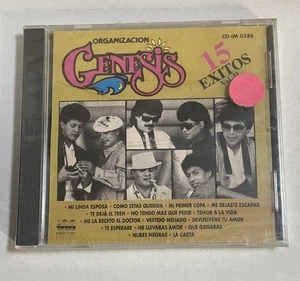 ORGANIZACION
CD-IM 0286
GENESIS
15
EXITOS
• MI LINDA ESPOSA • COMO ESTAS QUERIDA • MI PRIMER COPA • ME DEJASTE ESCAPAR
• TE DEJA EL TREN • NO TENGO MAS QUE PEDIR • TEMOR A LA VIDA
• ME LA RECETO EL DOCTOR • VESTIDO MOJADO • DEVUELVEME TU AMOR
• TE ESPERARE • ME LLEVARAS AMOR • QUE GANARAS
• NUBES NEGRAS • LA CARTA